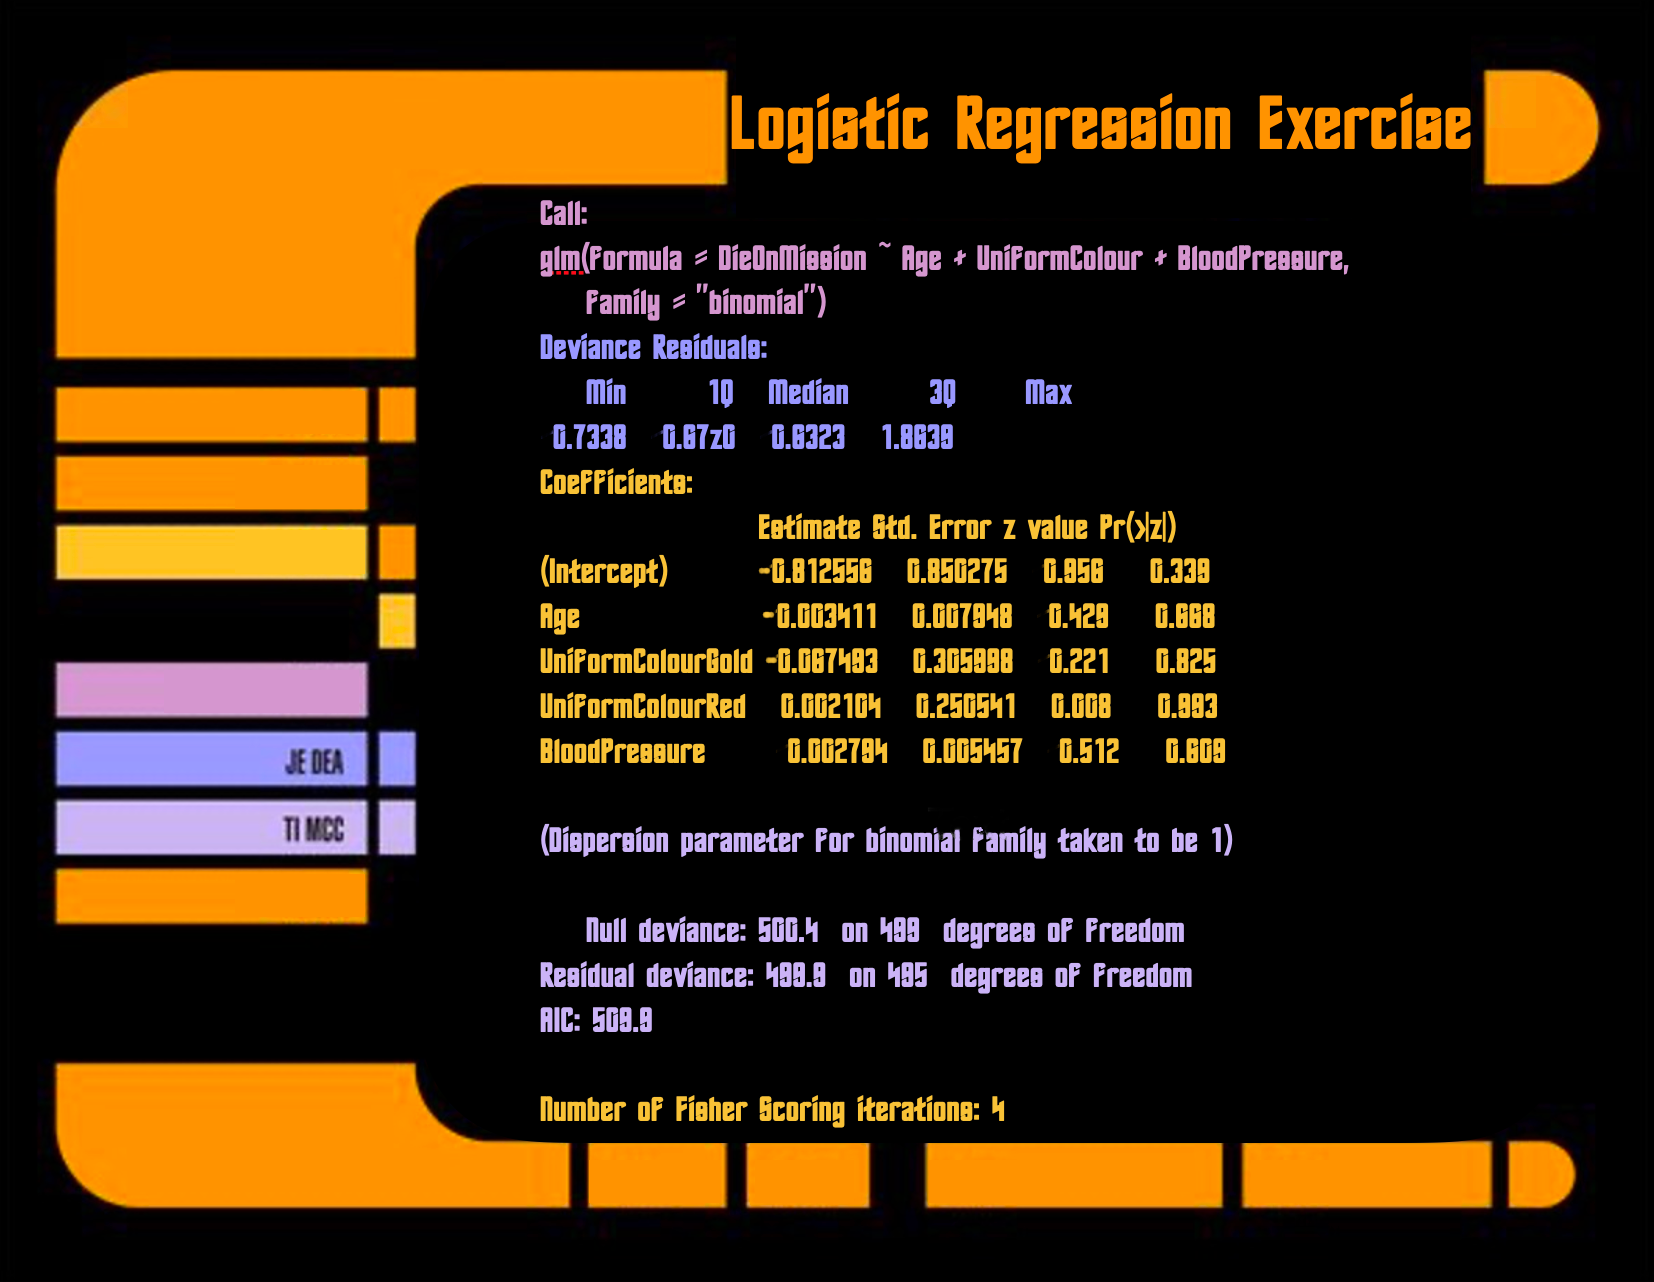 Logistic Regression Exercise
Call:
glm(formula = DieOnMission ~ Age + UniformColour + BloodPressure,
family = "binomial")
Deviance Residuals:
Min 1Q Median 3Q Max
0.7338 0.67z0 0.6323 1.8639
Coefficients:
Estimate Std. Error z value Pr(>|z|)
(Intercept) -0.812556 0.850275 0.956 0.339
Age -0.003411 0.007948 0.429 0.668
UniformColourGold -0.067493 0.305998 0.221 0.825
UniformColourRed 0.002104 0.250541 0.008 0.993
BloodPressure 0.002794 0.005457 0.512 0.609
JE DEA
TI MCC
(Dispersion parameter for binomial family taken to be 1)
Null deviance: 500.4 on 499 degrees of freedom
Residual deviance: 499.9 on 495 degrees of freedom
AIC: 509.9
Number of Fisher Scoring iterations: 4